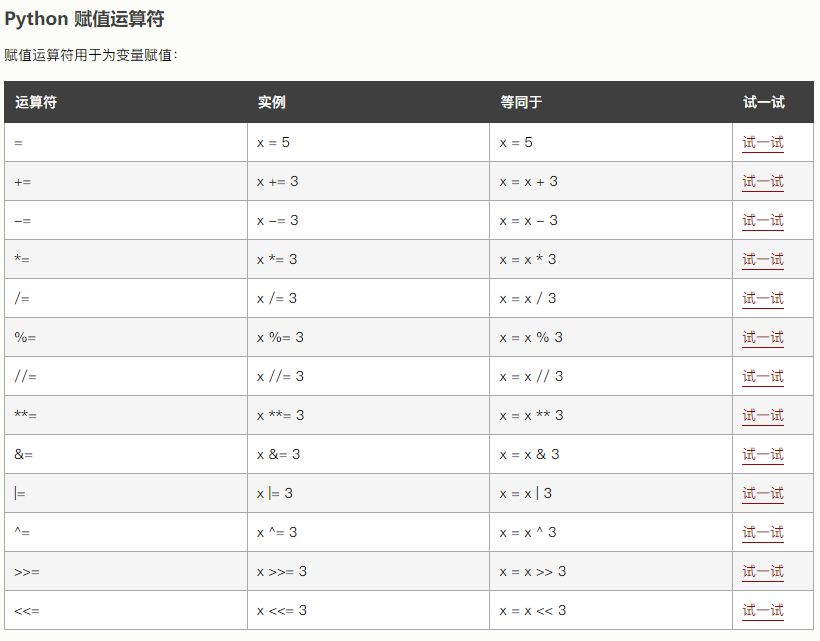 Python 赋值运算符
赋值运算符用于为变量赋值：
运算符 实例 等同于 试一试
= x = 5 x = 5 试一试
+= x += 3 x = x + 3 试一试
-= x -= 3 x = x - 3 试一试
*= x *= 3 x = x * 3 试一试
/= x /= 3 x = x / 3 试一试
%= x %= 3 x = x % 3 试一试
//= x //= 3 x = x // 3 试一试
**= x **= 3 x = x ** 3 试一试
&= x &= 3 x = x & 3 试一试
|= x |= 3 x = x | 3 试一试
^= x ^= 3 x = x ^ 3 试一试
>>= x >>= 3 x = x >> 3 试一试
<<= x <<= 3 x = x << 3 试一试